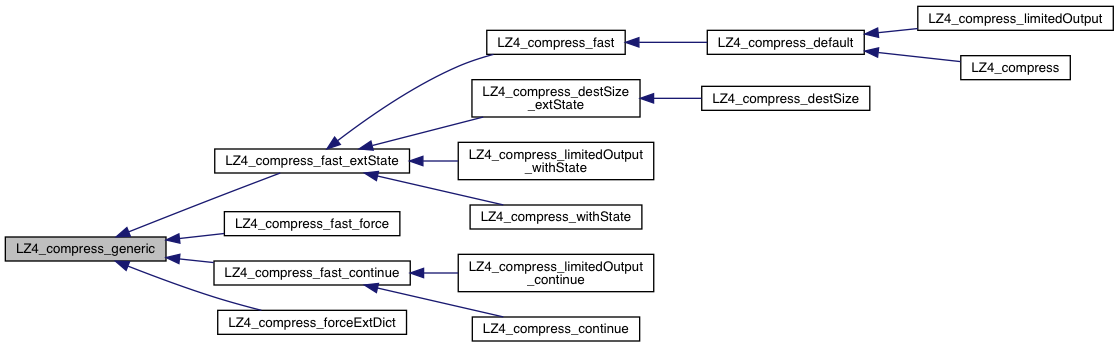 LZ4_compress_limitedOutput
LZ4_compress_fast
LZ4_compress_default
LZ4_compress
LZ4_compress_destSize
_extState
LZ4_compress_destSize
LZ4_compress_limitedOutput
_withState
LZ4_compress_fast_extState
LZ4_compress_withState
LZ4_compress_fast_force
LZ4_compress_generic
LZ4_compress_limitedOutput
_continue
LZ4_compress_fast_continue
LZ4_compress_forceExtDict
LZ4_compress_continue